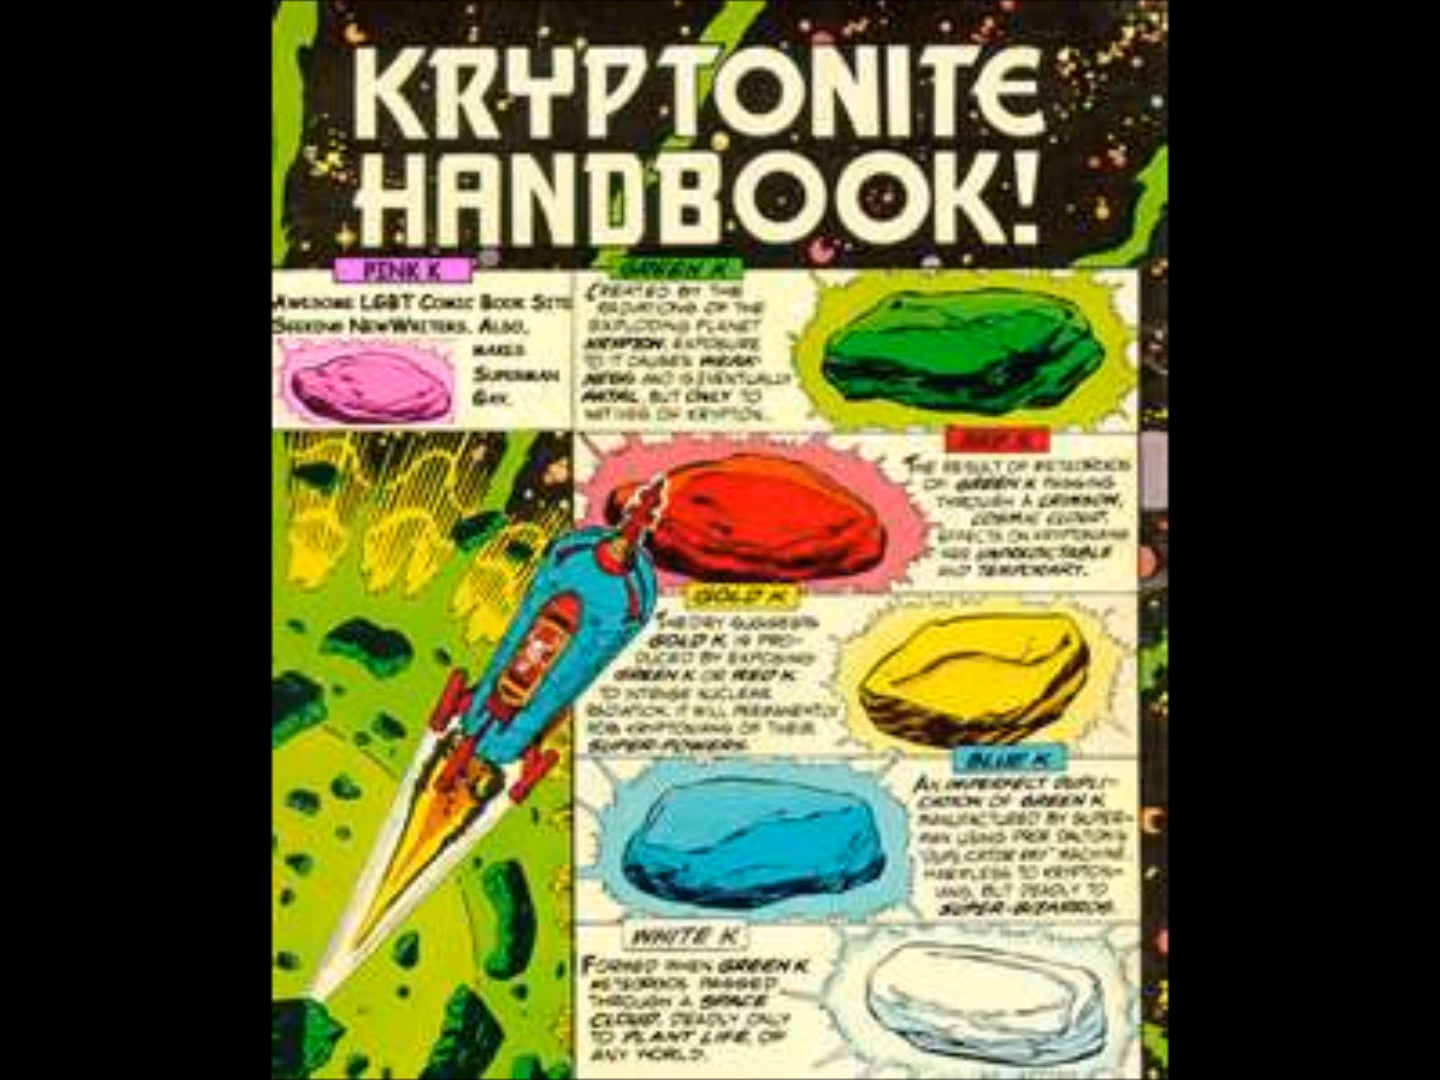 KRYPTONITE
HANDBOOK!
PINK K
AWESOME LGBT COMIC BOOK SITE
SEEKING NEW WRITERS. ALSO,
MAKES
SUPERMAN
GAY.
GREEN K
CREATED BY THE
RADIATIONS OF THE
EXPLODING PLANET
KRYPTON. EXPOSURE
TO IT CAUSES WEAK-
NESS AND IS EVENTUALLY
FATAL, BUT ONLY TO
NATIVES OF KRYPTON.
RED K
THE RESULT OF METEOROIDS
OF GREEN K PASSING
THROUGH A CRIMSON,
COSMIC CLOUD.
EFFECTS ON KRYPTONIANS
ARE UNPREDICTABLE
AND TEMPORARY.
GOLD K
THEORY SUGGESTS
GOLD K IS PRO-
DUCED BY EXPOSING
GREEN K OR RED K
TO INTENSE NUCLEAR
RADIATION. IT WILL PERMANENTLY
ROB KRYPTONIANS OF THEIR
SUPER-POWERS.
BLUE K
AN IMPERFECT DUPLI-
CATION OF GREEN K
MANUFACTURED BY SUPER-
MAN USING PROF. DALTON'S
"DUPLICATOR RAY" MACHINE.
HARMLESS TO KRYPTON-
IANS, BUT DEADLY TO
SUPER-BIZARROS.
WHITE K
FORMED WHEN GREEN K
METEOROIDS PASSED
THROUGH A SPACE
CLOUD. DEADLY ONLY
TO PLANT LIFE, OF
ANY WORLD.